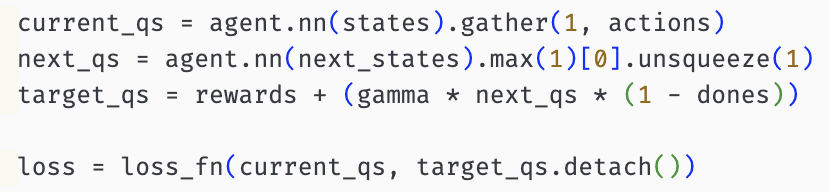 current_qs = agent.nn(states).gather(1, actions)
next_qs = agent.nn(next_states).max(1)[0].unsqueeze(1)
target_qs = rewards + (gamma * next_qs * (1 - dones))
loss = loss_fn(current_qs, target_qs.detach())